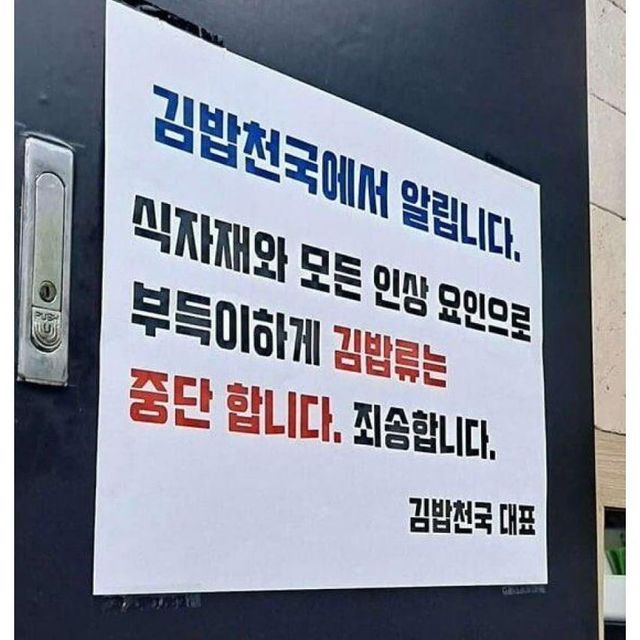 김밥천국에서 알립니다.
식자재와 모든 인상 요인으로
부득이하게 김밥류는
중단 합니다. 죄송합니다.
김밥천국 대표
PUSH